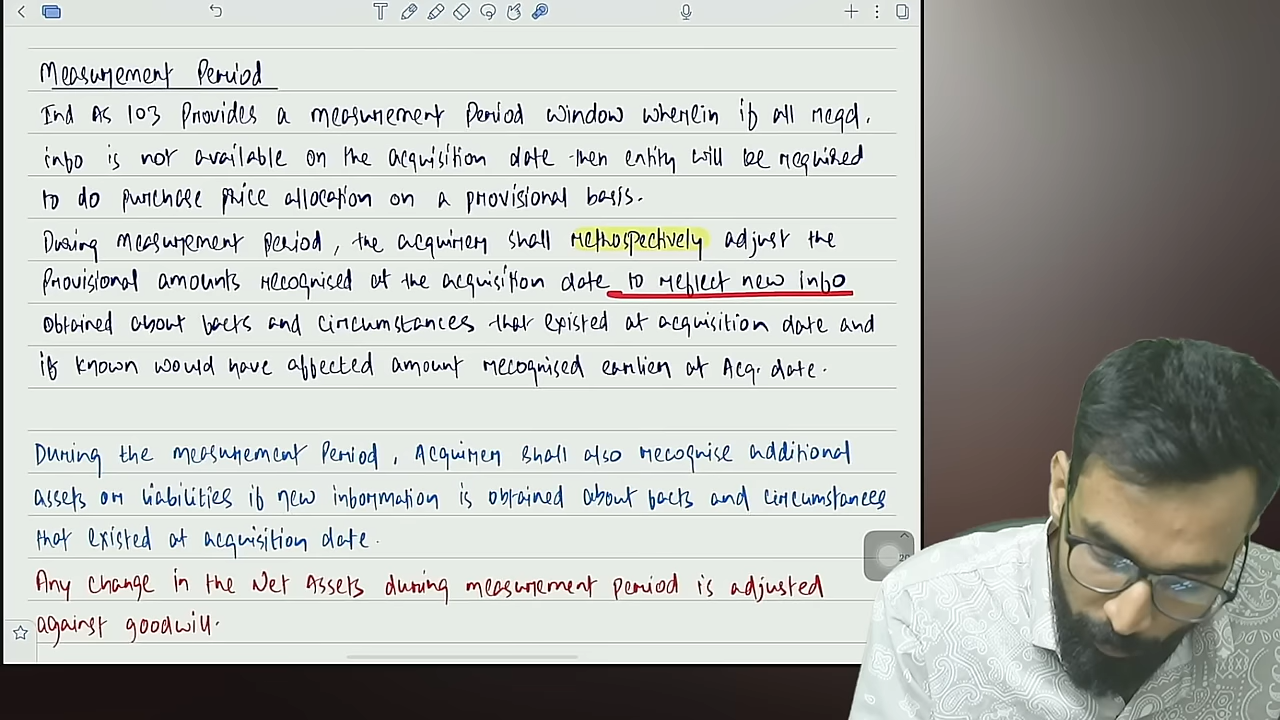 Measurement Period
Ind AS 103 Provides a measurement Period window wherein if all reqd.
info is not available on the acquisition date then entity will be required
to do purchase price allocation on a provisional basis.
During measurement period, the acquirer shall retrospectively adjust the
Provisional amounts recognised at the acquisition date to reflect new info
obtained about facts and circumstances that existed at acquisition date and
if known would have affected amount recognised earlier at Acq. date.
During the measurement Period, Acquirer shall also recognise additional
assets or liabilities if new information is obtained about facts and circumstances
that existed at acquisition date.
Any change in the Net Assets during measurement period is adjusted
against goodwill.